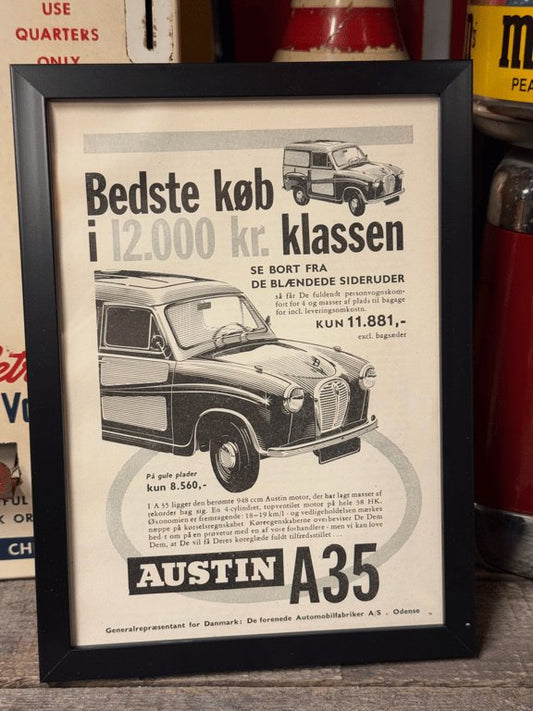 USE
QUARTERS
ONLY
m
PEA
Bedste køb
i 12.000 kr. klassen
SE BORT FRA
DE BLÆNDEDE SIDERUDER
så får De fuldendt personvognskom-
fort for 4 og masser af plads til bagage
for incl. leveringsomkostn.
KUN 11.881,-
excl. bagsæder
På gule plader
kun 8.560,-
I A 35 ligger den berømte 948 ccm Austin motor, der har lagt masser af
rekorder bag sig. En 4-cylindret, topventilet motor på hele 38 HK.
Økonomien er fremragende: 18-19 km/l - og vedligeholdelsen mærkes
næppe på kørselsregnskabet. Køreegenskaberne overbeviser De Dem
bedst om på en prøvetur med en af vore forhandlere - men vi kan love
Dem, at De vil få Deres køreglæde fuldt tilfredsstillet . . .
AUSTIN A35
Generalrepræsentant for Danmark: De forenede Automobilfabriker A/S . Odense
CH